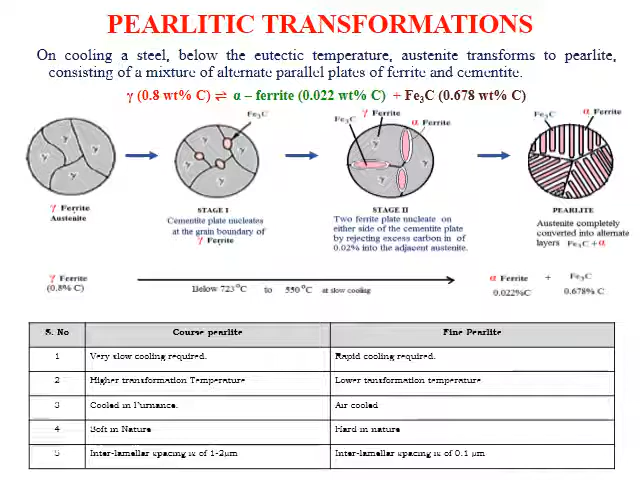 PEARLITIC TRANSFORMATIONS
On cooling a steel, below the eutectic temperature, austenite transforms to pearlite,
consisting of a mixture of alternate parallel plates of ferrite and cementite.
γ (0.8 wt% C) ⇌ α – ferrite (0.022 wt% C) + Fe₃C (0.678 wt% C)
Fe₃C
γ Ferrite
Fe₃C
α Ferrite
Fe₃C
α Ferrite
γ
γ
γ
γ
γ
γ
γ
γ
γ
γ Ferrite
Austenite
STAGE I
Cementite plate nucleates
at the grain boundary of
γ Ferrite
STAGE II
Two ferrite plate nucleate on
either side of the cementite plate
by rejecting excess carbon in of
0.02% into the adjacent austenite.
PEARLITE
Austenite completely
converted into alternate
layers Fe₃C+α
γ Ferrite
(0.8% C)
Below 723°C to 550°C at slow cooling
α Ferrite + Fe₃C
0.022%C 0.678% C
S. No Course pearlite Fine Pearlite
1 Very slow cooling required. Rapid cooling required.
2 Higher transformation Temperature Lower tansformation temperature
3 Cooled in Furnance. Air cooled
4 Soft in Nature Hard in nature
5 Inter-lamellar spacing is of 1-2μm Inter-lamellar spacing is of 0.1 μm